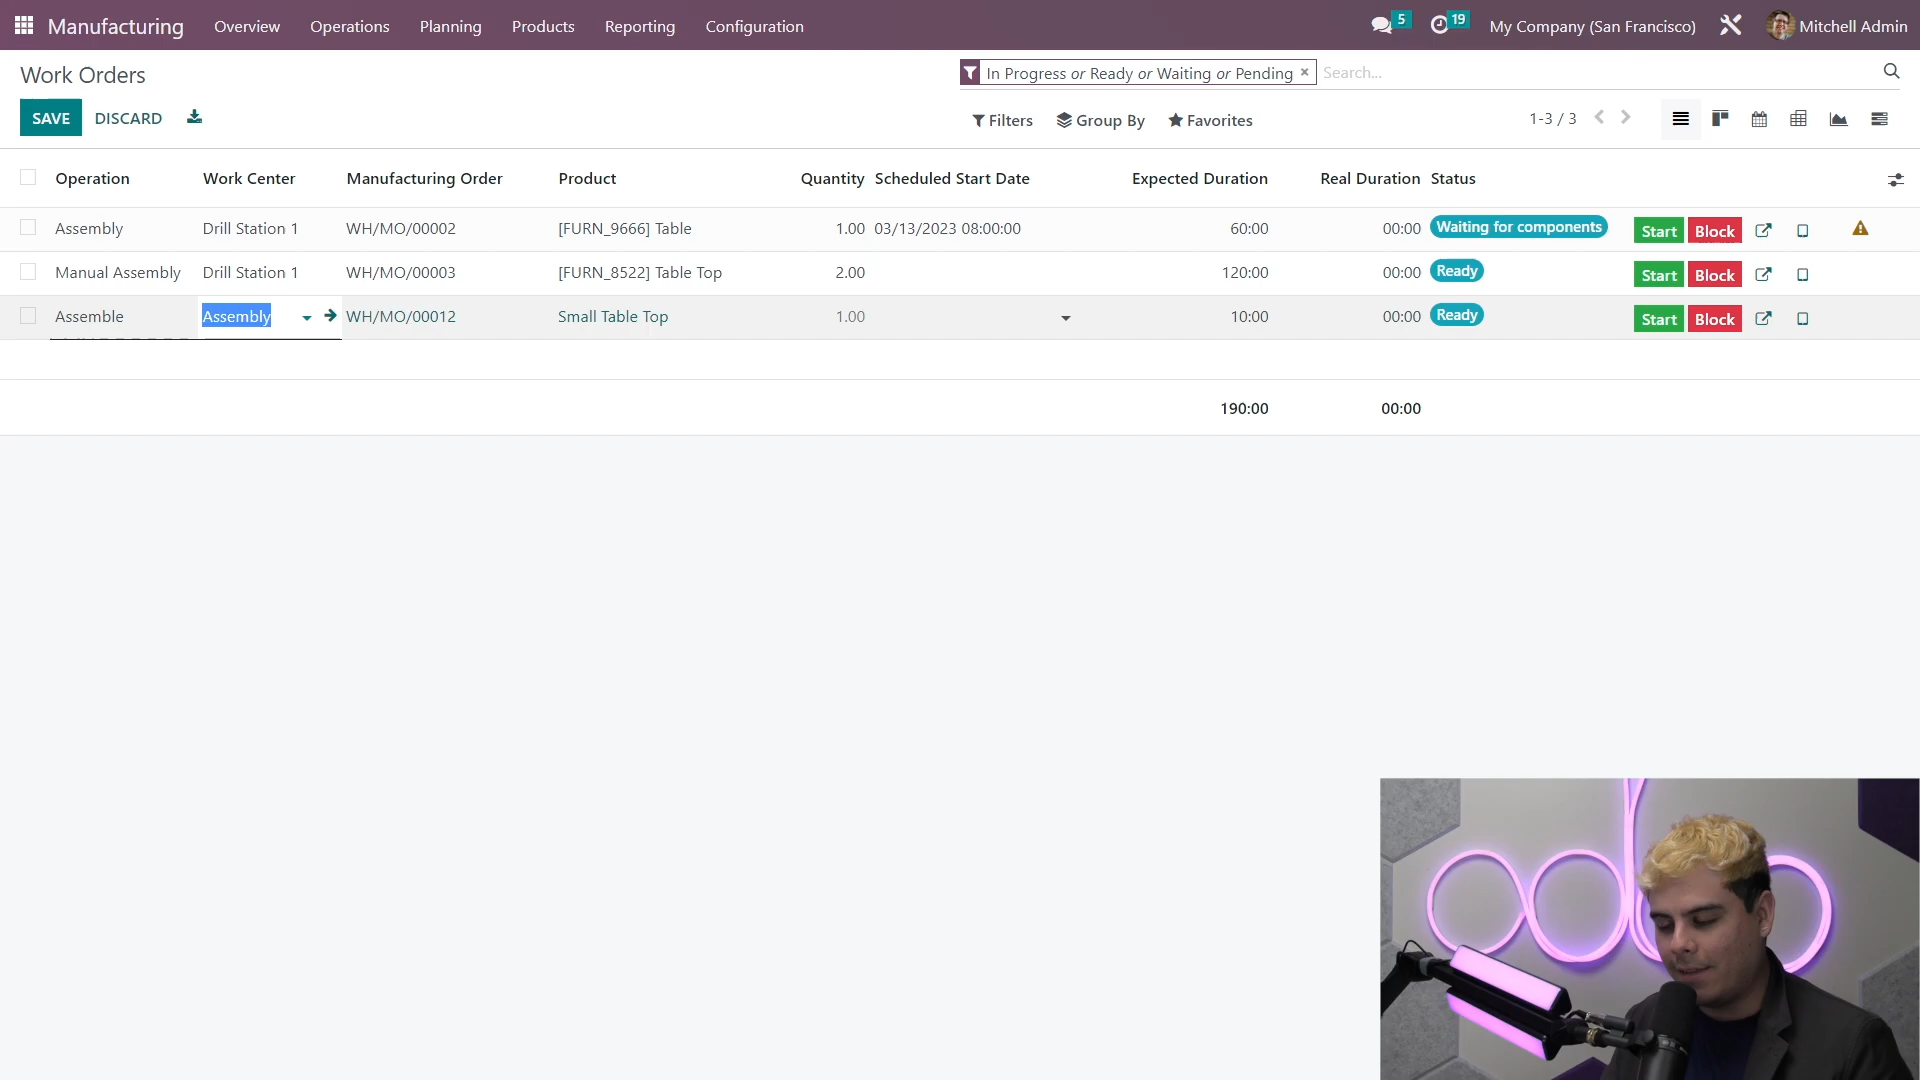 Manufacturing Overview Operations Planning Products Reporting Configuration 5 19 My Company (San Francisco) Mitchell Admin
Work Orders In Progress or Ready or Waiting or Pending × Search...
SAVE DISCARD Filters Group By Favorites 1-3 / 3
Operation Work Center Manufacturing Order Product Quantity Scheduled Start Date Expected Duration Real Duration Status
Assembly Drill Station 1 WH/MO/00002 [FURN_9666] Table 1.00 03/13/2023 08:00:00 60:00 00:00 Waiting for components Start Block
Manual Assembly Drill Station 1 WH/MO/00003 [FURN_8522] Table Top 2.00 120:00 00:00 Ready Start Block
Assemble Assembly WH/MO/00012 Small Table Top 1.00 10:00 00:00 Ready Start Block
190:00 00:00
odoo